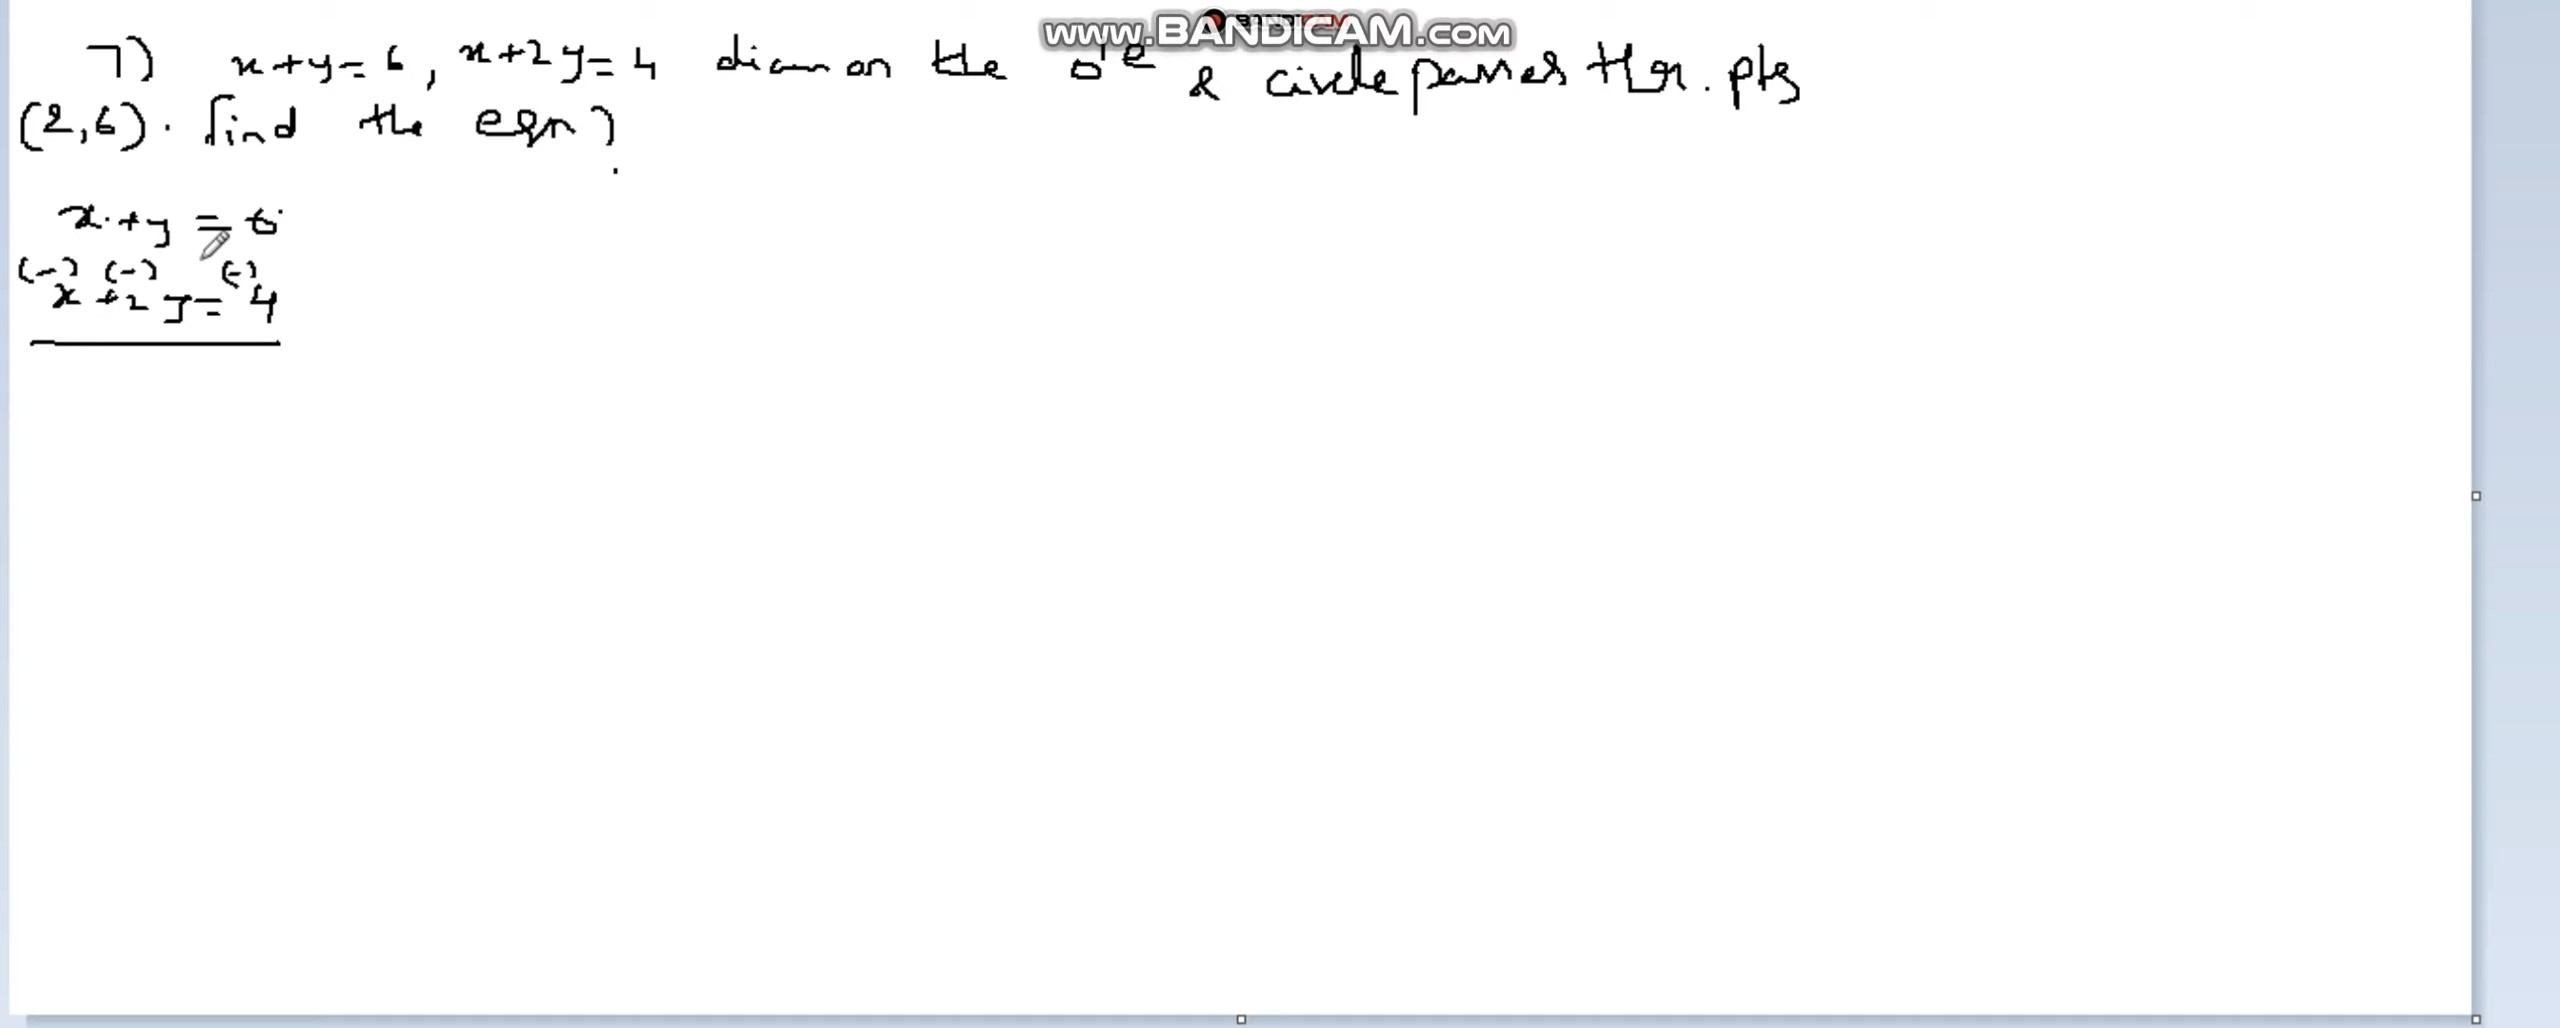 www.BANDICAM.com
7) x+y=6, x+2y=4 diam on the & circle passes thr. pts
(2,6). find the eqn?
x+y=6
(-) (-) (-)
x+2y=4